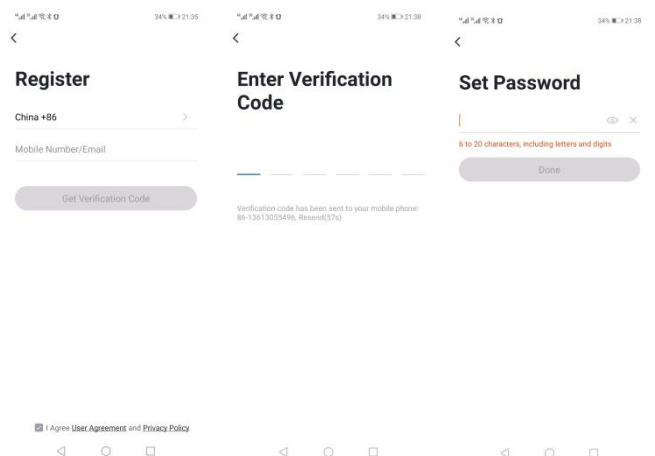 34% 21:35
Register
China +86
Mobile Number/Email
Get Verification Code
I Agree User Agreement and Privacy Policy
34% 21:38
Enter Verification
Code
Verification code has been sent to your mobile phone:
86-13613055496, Resend(57s)
34% 21:38
Set Password
6 to 20 characters, including letters and digits
Done